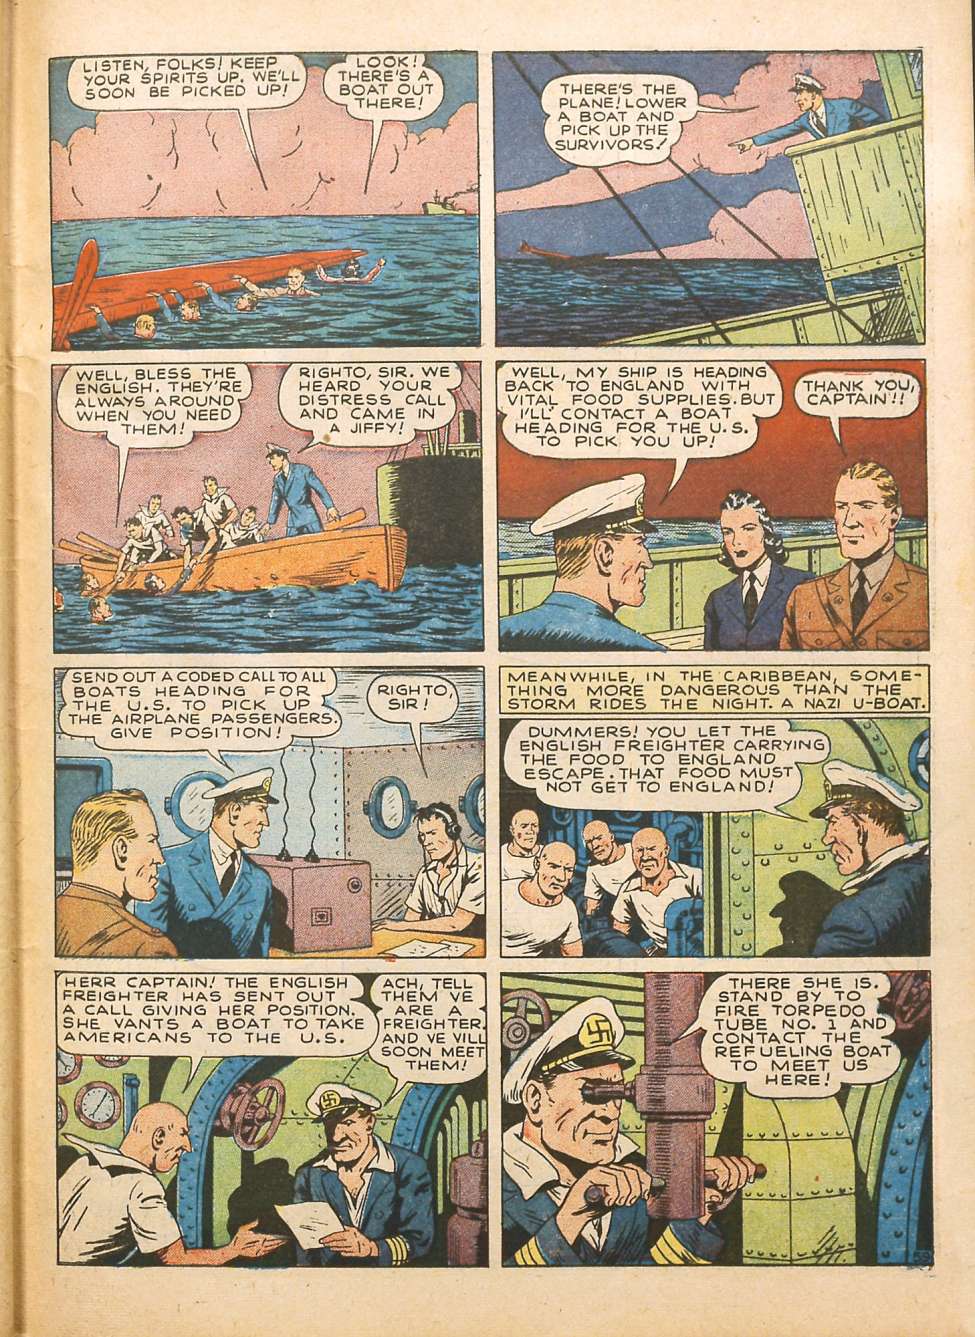 LISTEN, FOLKS! KEEP
YOUR SPIRITS UP. WE'LL
SOON BE PICKED UP!
LOOK!
THERE'S A
BOAT OUT
THERE!
THERE'S THE
PLANE! LOWER
A BOAT AND
PICK UP THE
SURVIVORS!
WELL, BLESS THE
ENGLISH. THEY'RE
ALWAYS AROUND
WHEN YOU NEED
THEM!
RIGHTO, SIR. WE
HEARD YOUR
DISTRESS CALL
AND CAME IN
A JIFFY!
WELL, MY SHIP IS HEADING
BACK TO ENGLAND WITH
VITAL FOOD SUPPLIES. BUT
I'LL CONTACT A BOAT
HEADING FOR THE U.S.
TO PICK YOU UP!
THANK YOU,
CAPTAIN!!
SEND OUT A CODED CALL TO ALL
BOATS HEADING FOR
THE U.S. TO PICK UP
THE AIRPLANE PASSENGERS.
GIVE POSITION!
RIGHTO,
SIR!
MEANWHILE, IN THE CARIBBEAN, SOME-
THING MORE DANGEROUS THAN THE
STORM RIDES THE NIGHT. A NAZI U-BOAT.
DUMMERS! YOU LET THE
ENGLISH FREIGHTER CARRYING
THE FOOD TO ENGLAND
ESCAPE. THAT FOOD MUST
NOT GET TO ENGLAND!
HERR CAPTAIN! THE ENGLISH
FREIGHTER HAS SENT OUT
A CALL GIVING HER POSITION.
SHE VANTS A BOAT TO TAKE
AMERICANS TO THE U.S.
ACH, TELL
THEM VE
ARE A
FREIGHTER.
AND VE VILL
SOON MEET
THEM!
THERE SHE IS.
STAND BY TO
FIRE TORPEDO
TUBE NO. 1 AND
CONTACT THE
REFUELING BOAT
TO MEET US
HERE!